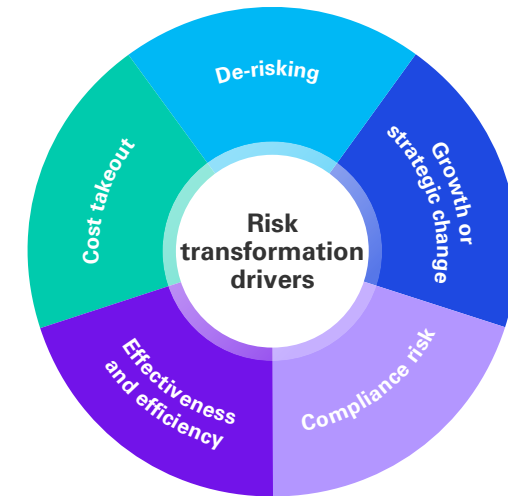 De-risking
Growth or
strategic change
Compliance risk
Effectiveness
and efficiency
Cost takeout
Risk
transformation
drivers